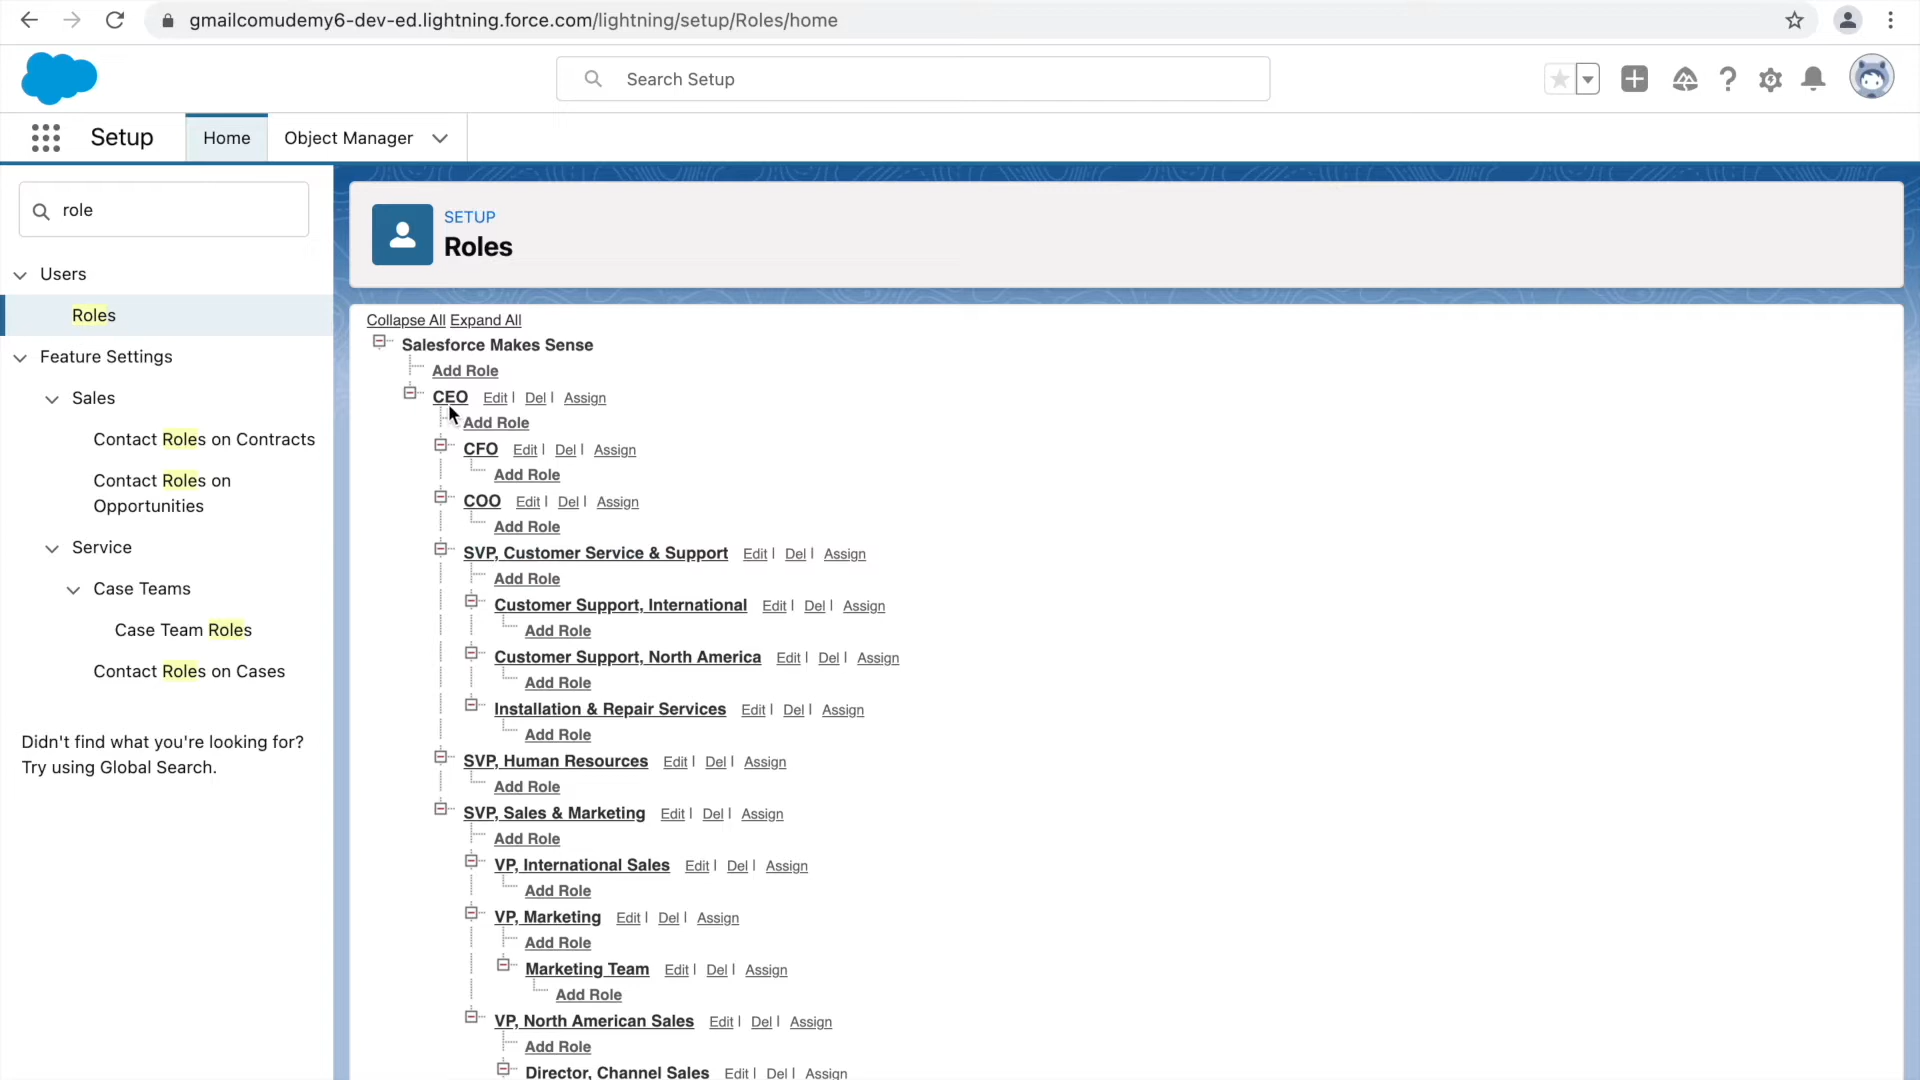 gmailcomudemy6-dev-ed.lightning.force.com/lightning/setup/Roles/home
Search Setup
Setup Home Object Manager
role
Users
Roles
Feature Settings
Sales
Contact Roles on Contracts
Contact Roles on
Opportunities
Service
Case Teams
Case Team Roles
Contact Roles on Cases
Didn't find what you're looking for?
Try using Global Search.
SETUP
Roles
Collapse All Expand All
Salesforce Makes Sense
Add Role
CEO Edit | Del | Assign
Add Role
CFO Edit | Del | Assign
Add Role
COO Edit | Del | Assign
Add Role
SVP, Customer Service & Support Edit | Del | Assign
Add Role
Customer Support, International Edit | Del | Assign
Add Role
Customer Support, North America Edit | Del | Assign
Add Role
Installation & Repair Services Edit | Del | Assign
Add Role
SVP, Human Resources Edit | Del | Assign
Add Role
SVP, Sales & Marketing Edit | Del | Assign
Add Role
VP, International Sales Edit | Del | Assign
Add Role
VP, Marketing Edit | Del | Assign
Add Role
Marketing Team Edit | Del | Assign
Add Role
VP, North American Sales Edit | Del | Assign
Add Role
Director, Channel Sales Edit | Del | Assign